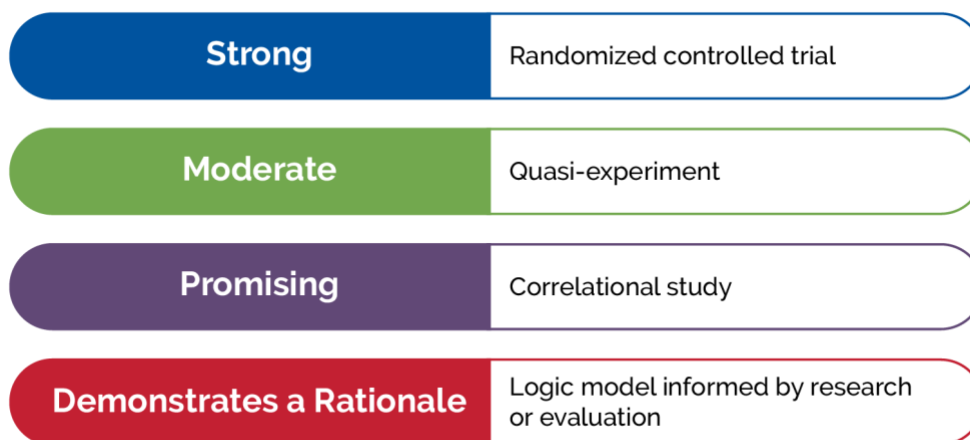 Strong
Randomized controlled trial
Moderate
Quasi-experiment
Promising
Correlational study
Demonstrates a Rationale
Logic model informed by research
or evaluation